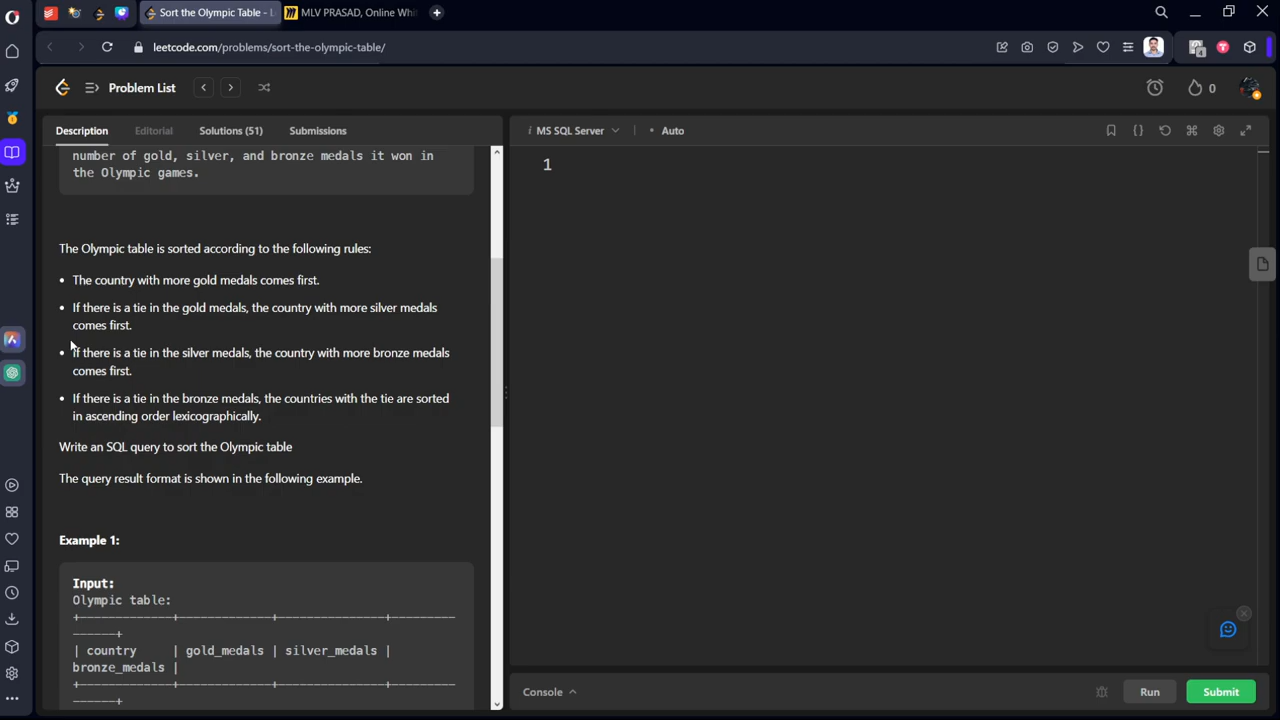 Sort the Olympic Table - L
MLV PRASAD, Online Whit
leetcode.com/problems/sort-the-olympic-table/
4
Problem List
0
Description
Editorial
Solutions (51)
Submissions
i MS SQL Server
• Auto
{}
number of gold, silver, and bronze medals it won in
the Olympic games.
1
The Olympic table is sorted according to the following rules:
• The country with more gold medals comes first.
• If there is a tie in the gold medals, the country with more silver medals
comes first.
• If there is a tie in the silver medals, the country with more bronze medals
comes first.
• If there is a tie in the bronze medals, the countries with the tie are sorted
in ascending order lexicographically.
Write an SQL query to sort the Olympic table
The query result format is shown in the following example.
Example 1:
Input:
Olympic table:
+-------------+-------------+---------------+---------
------+
| country     | gold_medals | silver_medals |
bronze_medals |
+-------------+-------------+---------------+---------
------+
Console
Run
Submit